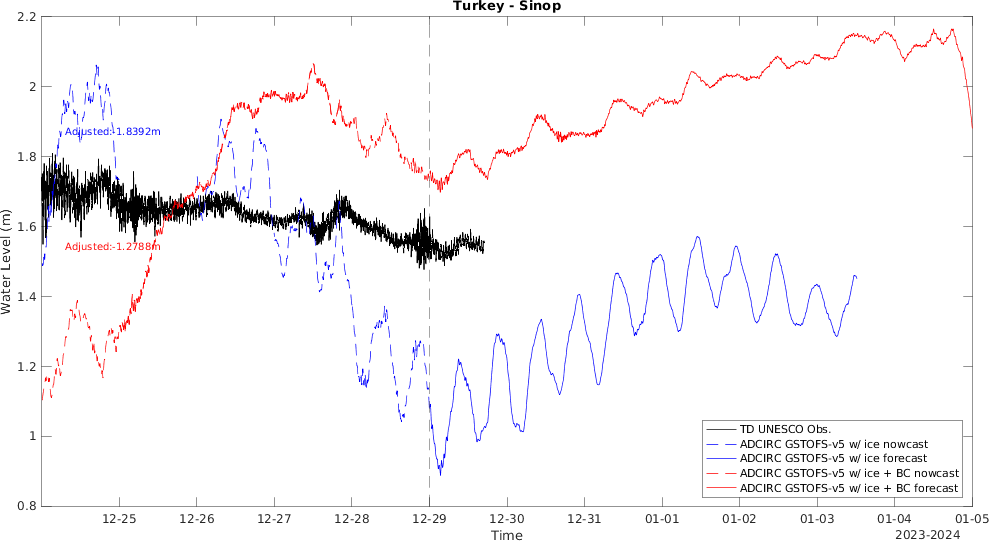 Turkey - Sinop
2.2
2
1.8
1.6
1.4
1.2
1
0.8
Water Level (m)
Adjusted:-1.8392m
Adjusted:-1.2788m
TD UNESCO Obs.
ADCIRC GSTOFS-v5 w/ ice nowcast
ADCIRC GSTOFS-v5 w/ ice forecast
ADCIRC GSTOFS-v5 w/ ice + BC nowcast
ADCIRC GSTOFS-v5 w/ ice + BC forecast
12-25 12-26 12-27 12-28 12-29 12-30 12-31 01-01 01-02 01-03 01-04 01-05
Time
2023-2024